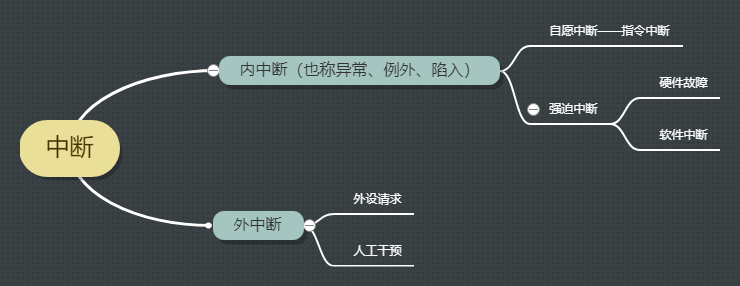 自愿中断——指令中断
内中断（也称异常、例外、陷入）
硬件故障
强迫中断
软件中断
中断
外设请求
外中断
人工干预